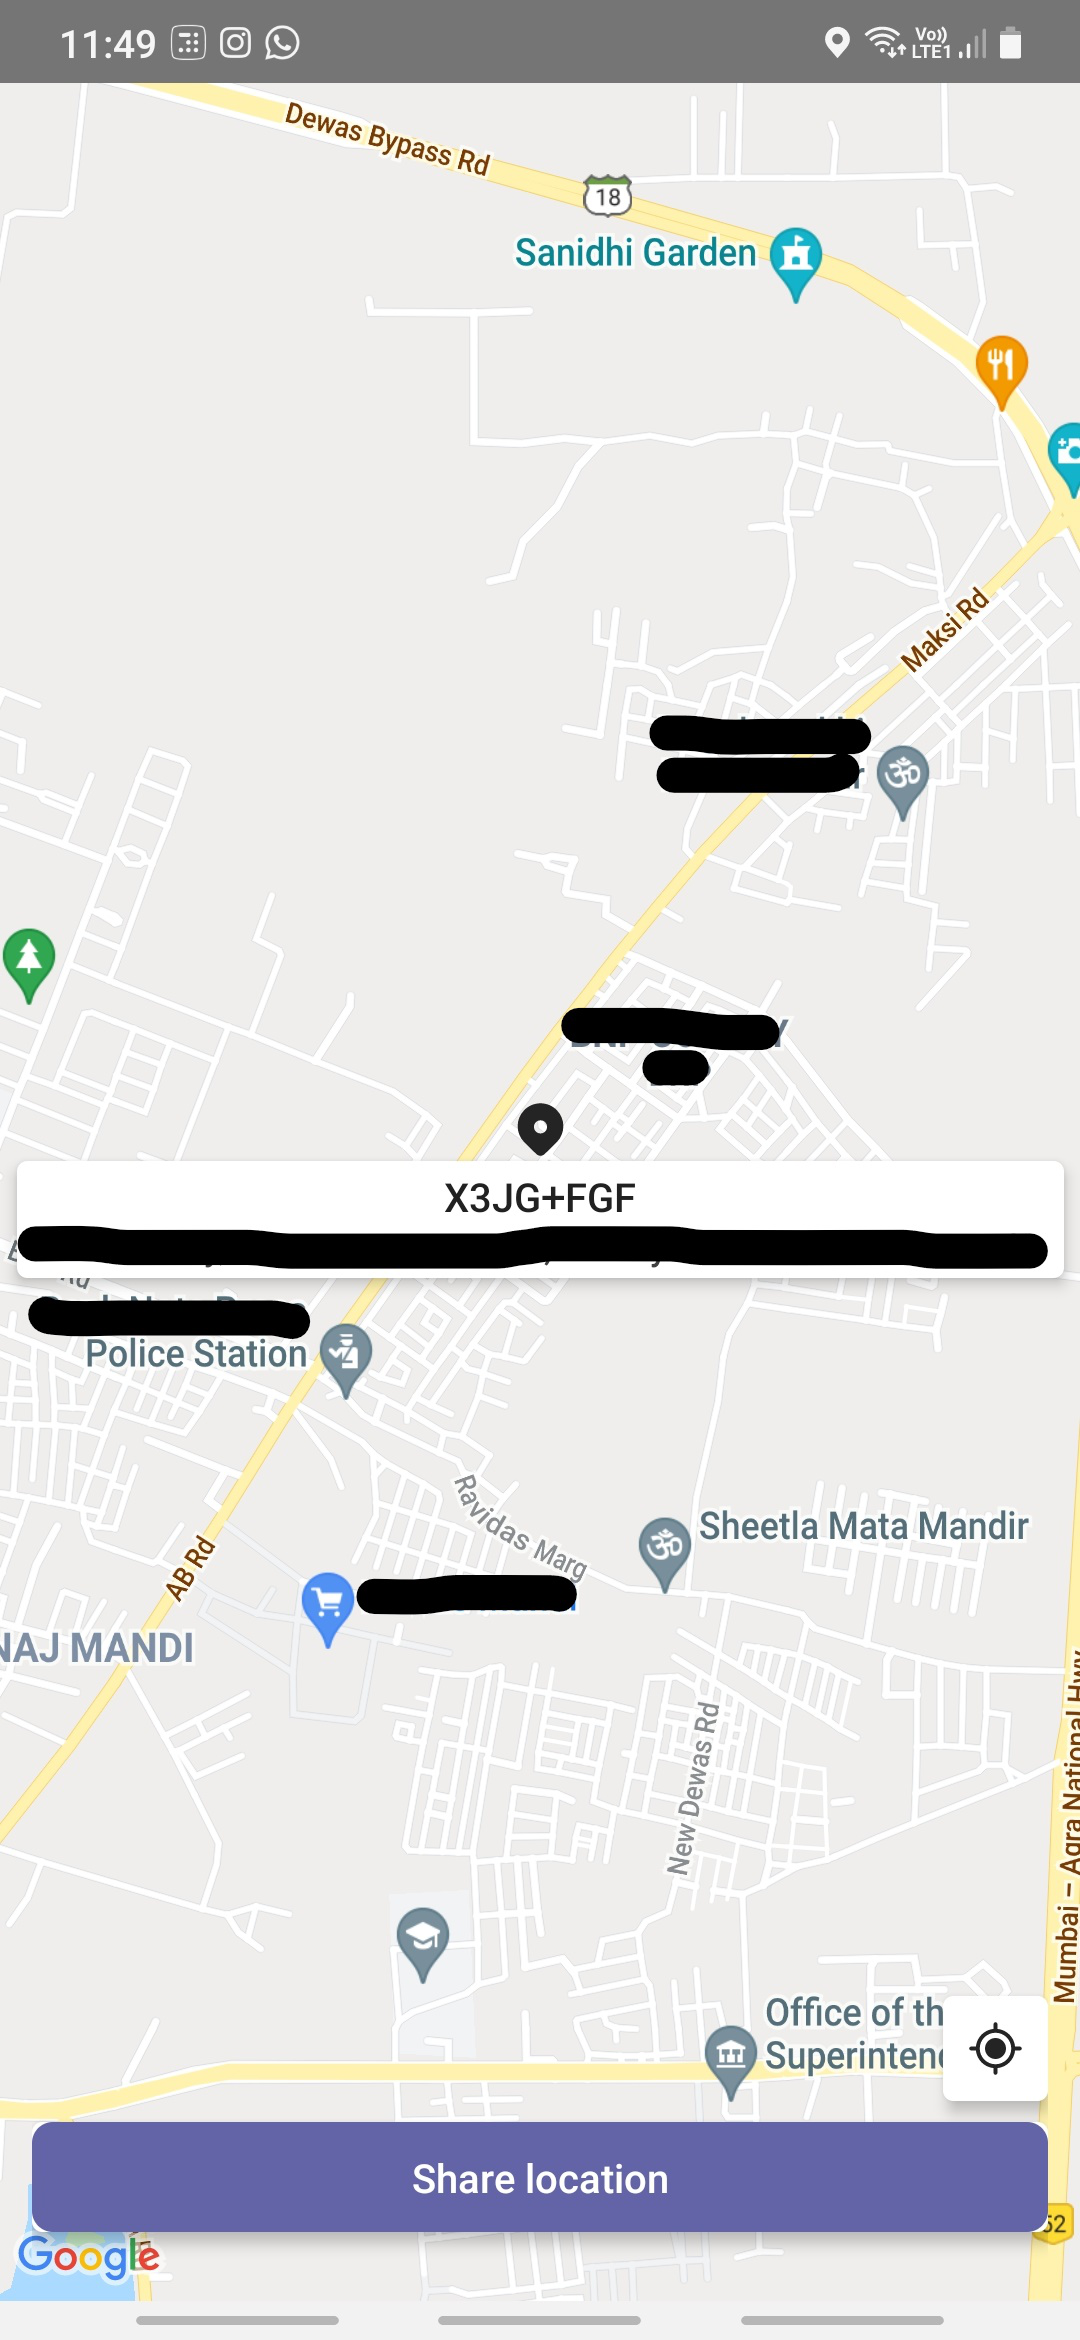 11:49
Vo))
LTE1
Dewas Bypass Rd
18
Sanidhi Garden
Maksi Rd
X3JG+FGF
Police Station
Ravidas Marg
Sheetla Mata Mandir
AB Rd
NAJ MANDI
New Dewas Rd
Mumbai – Agra National Hwy
Office of th
Superintend
Share location
52
Google